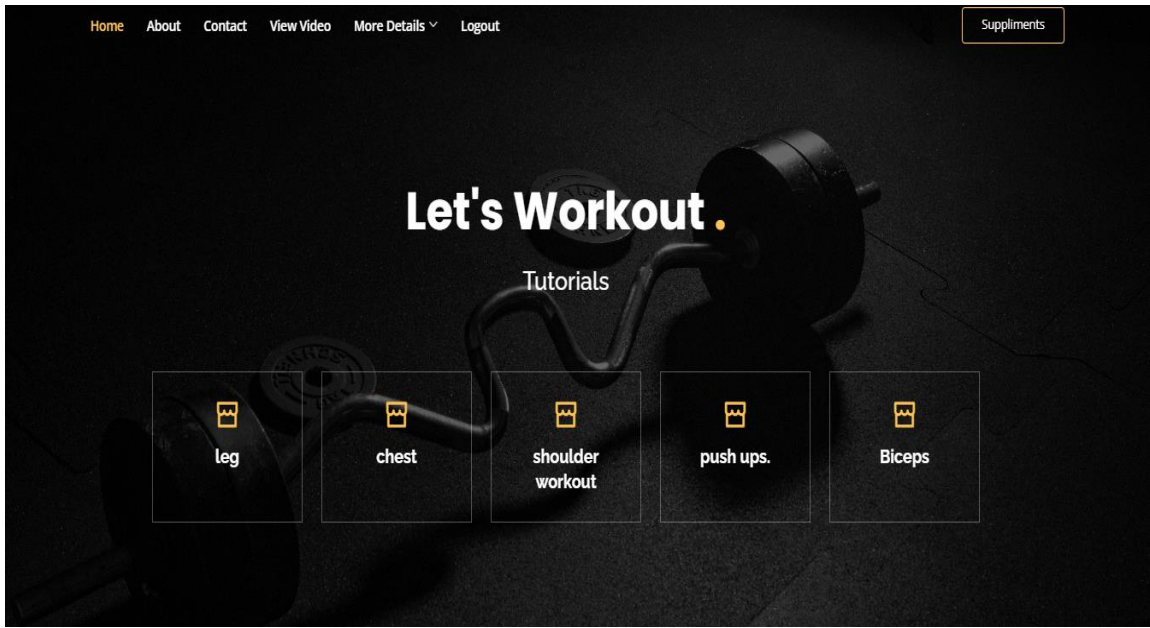 Home About Contact View Video More Details Logout Suppliments
Let's Workout .
Tutorials
leg chest shoulder workout push ups. Biceps